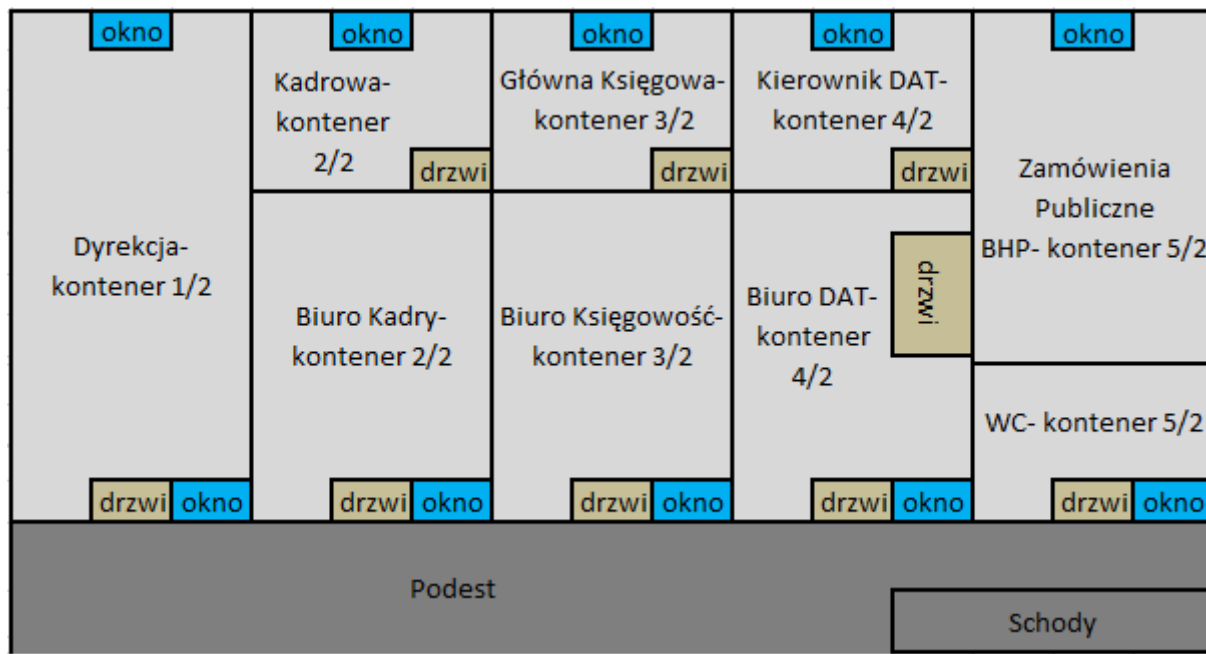 okno
okno
okno
okno
okno
Kadrowa-
kontener
2/2
drzwi
Główna Księgowa-
kontener 3/2
drzwi
Kierownik DAT-
kontener 4/2
drzwi
Zamówienia
Publiczne
BHP- kontener 5/2
Dyrekcja-
kontener 1/2
Biuro Kadry-
kontener 2/2
Biuro Księgowość-
kontener 3/2
Biuro DAT-
kontener
4/2
drzwi
WC- kontener 5/2
drzwi okno
drzwi okno
drzwi okno
drzwi okno
drzwi okno
Podest
Schody